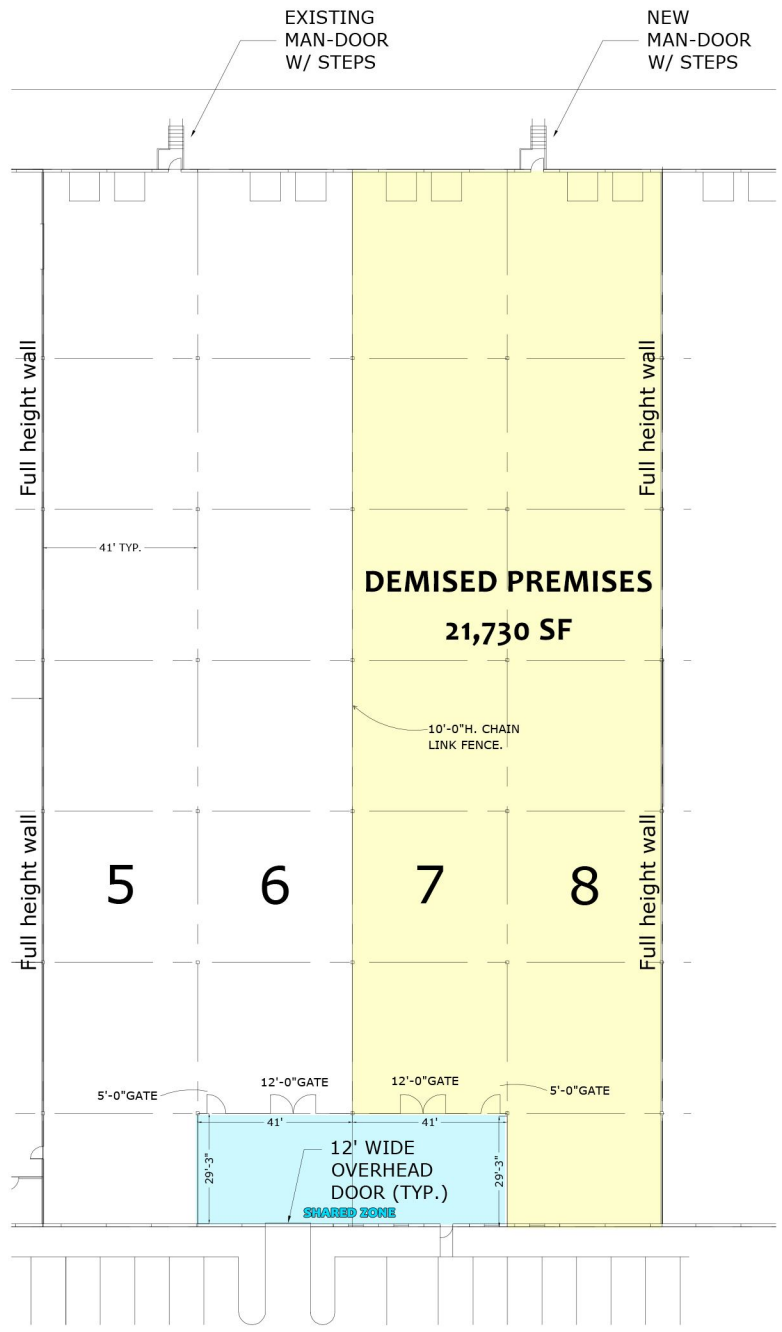 EXISTING
MAN-DOOR
W/ STEPS
NEW
MAN-DOOR
W/ STEPS
Full height wall
Full height wall
41' TYP.
DEMISED PREMISES
21,730 SF
10'-0"H. CHAIN
LINK FENCE.
Full height wall
5
6
7
8
Full height wall
5'-0"GATE
12'-0"GATE
12'-0"GATE
5'-0"GATE
41'
41'
29'-3"
12' WIDE
OVERHEAD
DOOR (TYP.)
29'-3"
SHARED ZONE